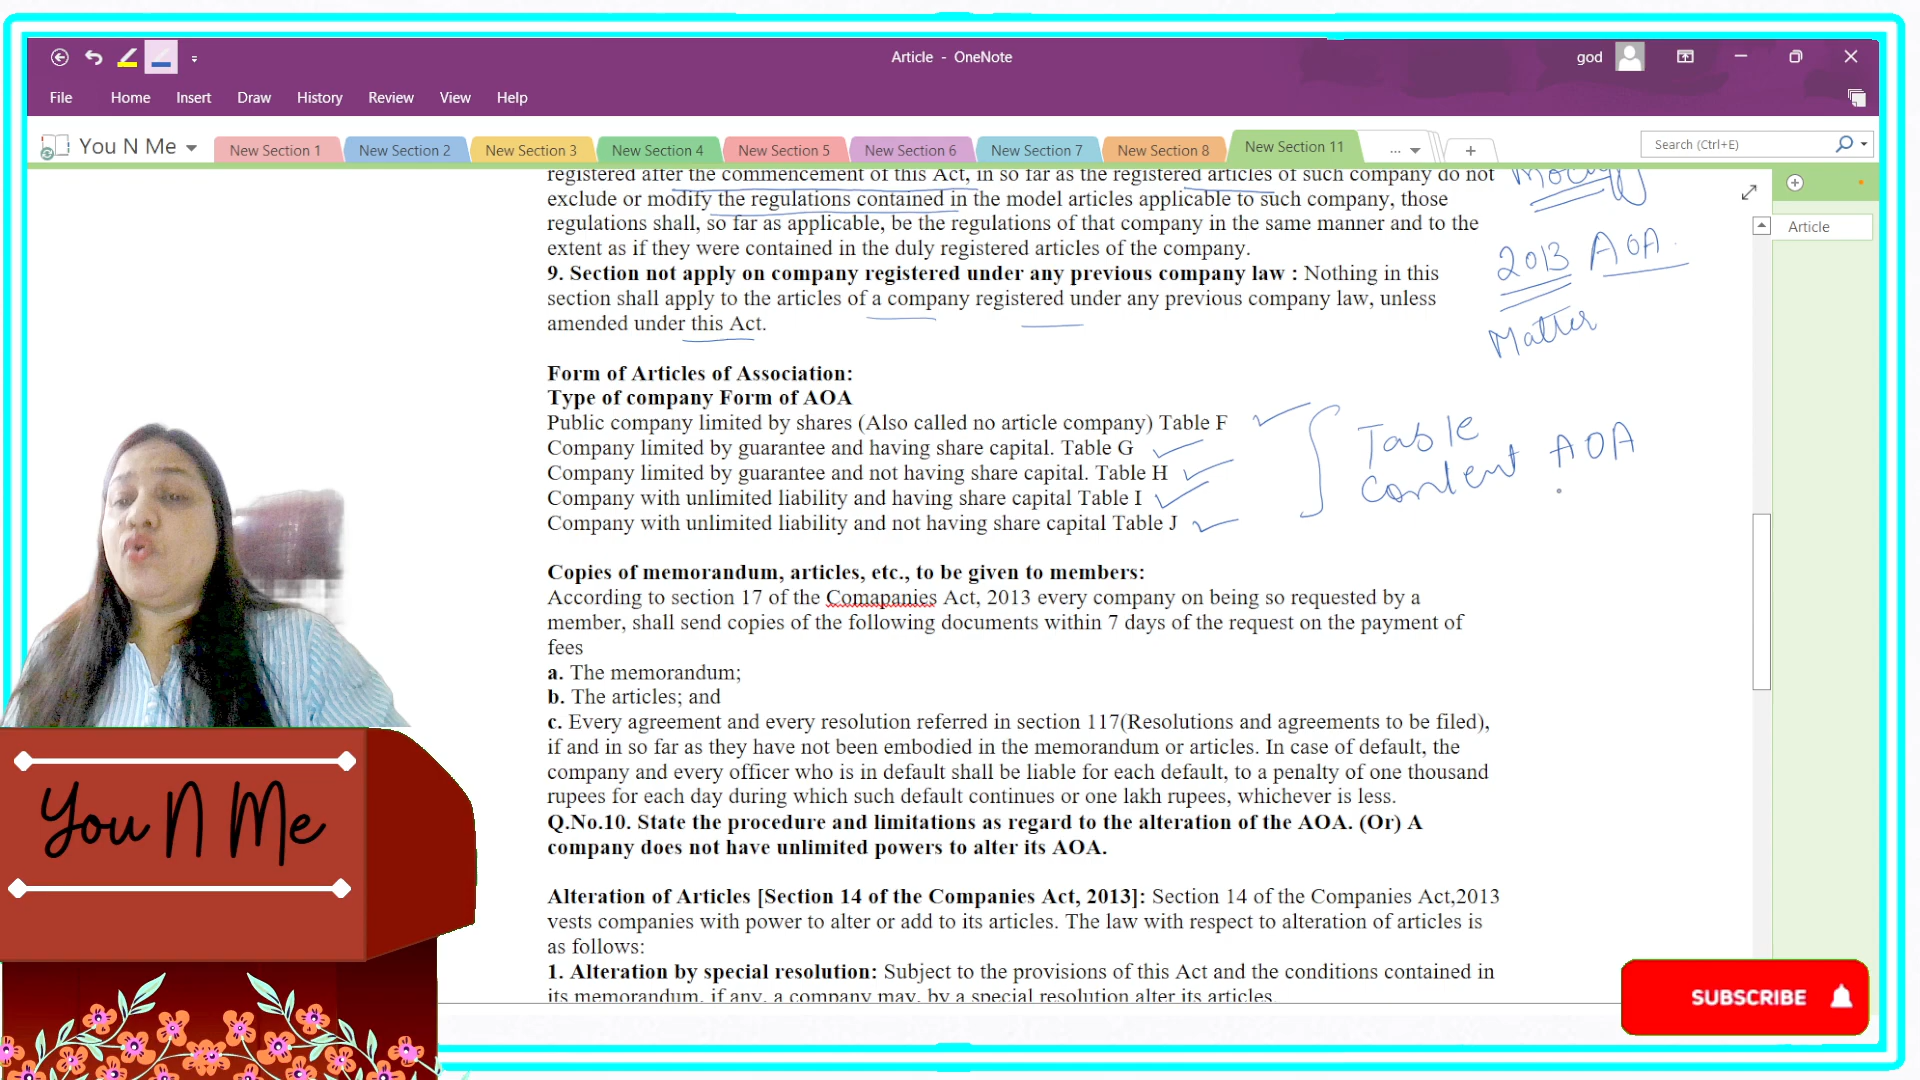 Article - OneNote
god
File Home Insert Draw History Review View Help
You N Me
New Section 1 New Section 2 New Section 3 New Section 4 New Section 5 New Section 6 New Section 7 New Section 8 New Section 11 ... +
Search (Ctrl+E)
Article
registered after the commencement of this Act, in so far as the registered articles of such company do not
exclude or modify the regulations contained in the model articles applicable to such company, those
regulations shall, so far as applicable, be the regulations of that company in the same manner and to the
extent as if they were contained in the duly registered articles of the company.
9. Section not apply on company registered under any previous company law : Nothing in this
section shall apply to the articles of a company registered under any previous company law, unless
amended under this Act.
Modify
2013 AOA
Matter
Form of Articles of Association:
Type of company Form of AOA
Public company limited by shares (Also called no article company) Table F
Company limited by guarantee and having share capital. Table G
Company limited by guarantee and not having share capital. Table H
Company with unlimited liability and having share capital Table I
Company with unlimited liability and not having share capital Table J
Table
content AOA
Copies of memorandum, articles, etc., to be given to members:
According to section 17 of the Comapanies Act, 2013 every company on being so requested by a
member, shall send copies of the following documents within 7 days of the request on the payment of
fees
a. The memorandum;
b. The articles; and
c. Every agreement and every resolution referred in section 117(Resolutions and agreements to be filed),
if and in so far as they have not been embodied in the memorandum or articles. In case of default, the
company and every officer who is in default shall be liable for each default, to a penalty of one thousand
rupees for each day during which such default continues or one lakh rupees, whichever is less.
Q.No.10. State the procedure and limitations as regard to the alteration of the AOA. (Or) A
company does not have unlimited powers to alter its AOA.
Alteration of Articles [Section 14 of the Companies Act, 2013]: Section 14 of the Companies Act,2013
vests companies with power to alter or add to its articles. The law with respect to alteration of articles is
as follows:
1. Alteration by special resolution: Subject to the provisions of this Act and the conditions contained in
its memorandum, if any, a company may, by a special resolution alter its articles.
You N Me
SUBSCRIBE